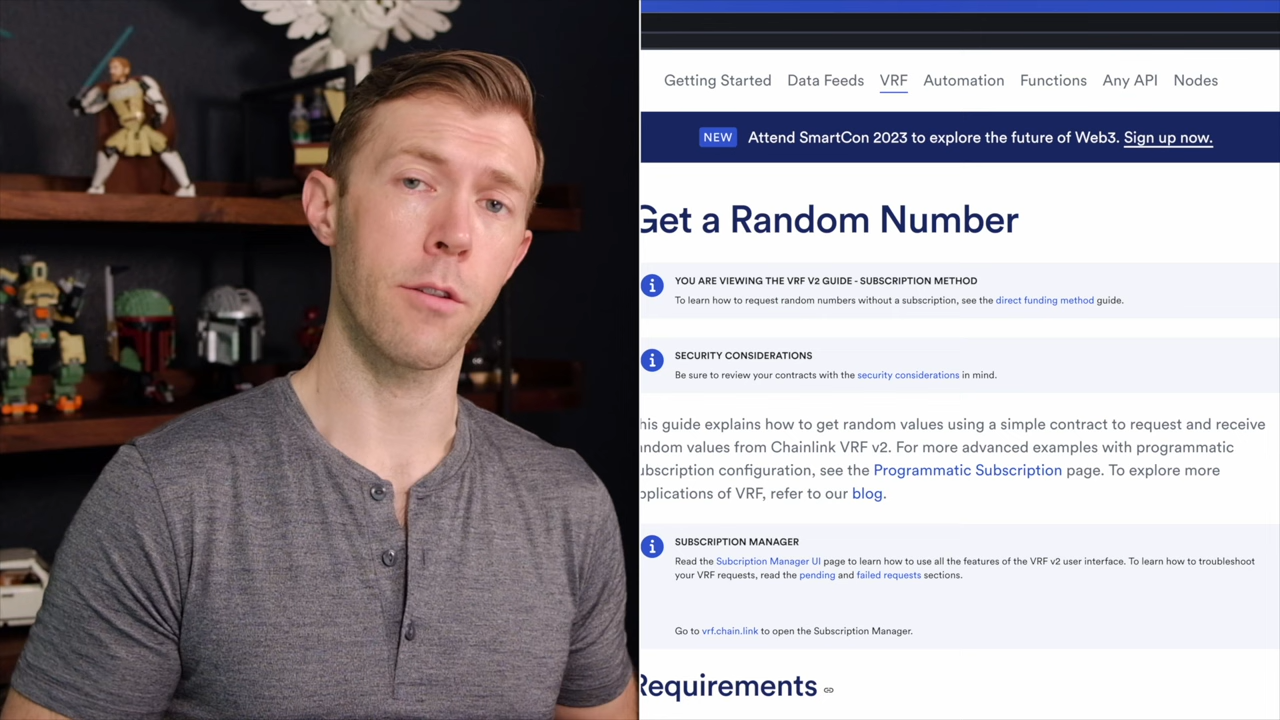 Getting Started Data Feeds VRF Automation Functions Any API Nodes
NEW Attend SmartCon 2023 to explore the future of Web3. Sign up now.
Get a Random Number
YOU ARE VIEWING THE VRF V2 GUIDE - SUBSCRIPTION METHOD
To learn how to request random numbers without a subscription, see the direct funding method guide.
SECURITY CONSIDERATIONS
Be sure to review your contracts with the security considerations in mind.
his guide explains how to get random values using a simple contract to request and receive
ndom values from Chainlink VRF v2. For more advanced examples with programmatic
ubscription configuration, see the Programmatic Subscription page. To explore more
pplications of VRF, refer to our blog.
SUBSCRIPTION MANAGER
Read the Subcription Manager UI page to learn how to use all the features of the VRF v2 user interface. To learn how to troubleshoot
your VRF requests, read the pending and failed requests sections.
Go to vrf.chain.link to open the Subscription Manager.
Requirements